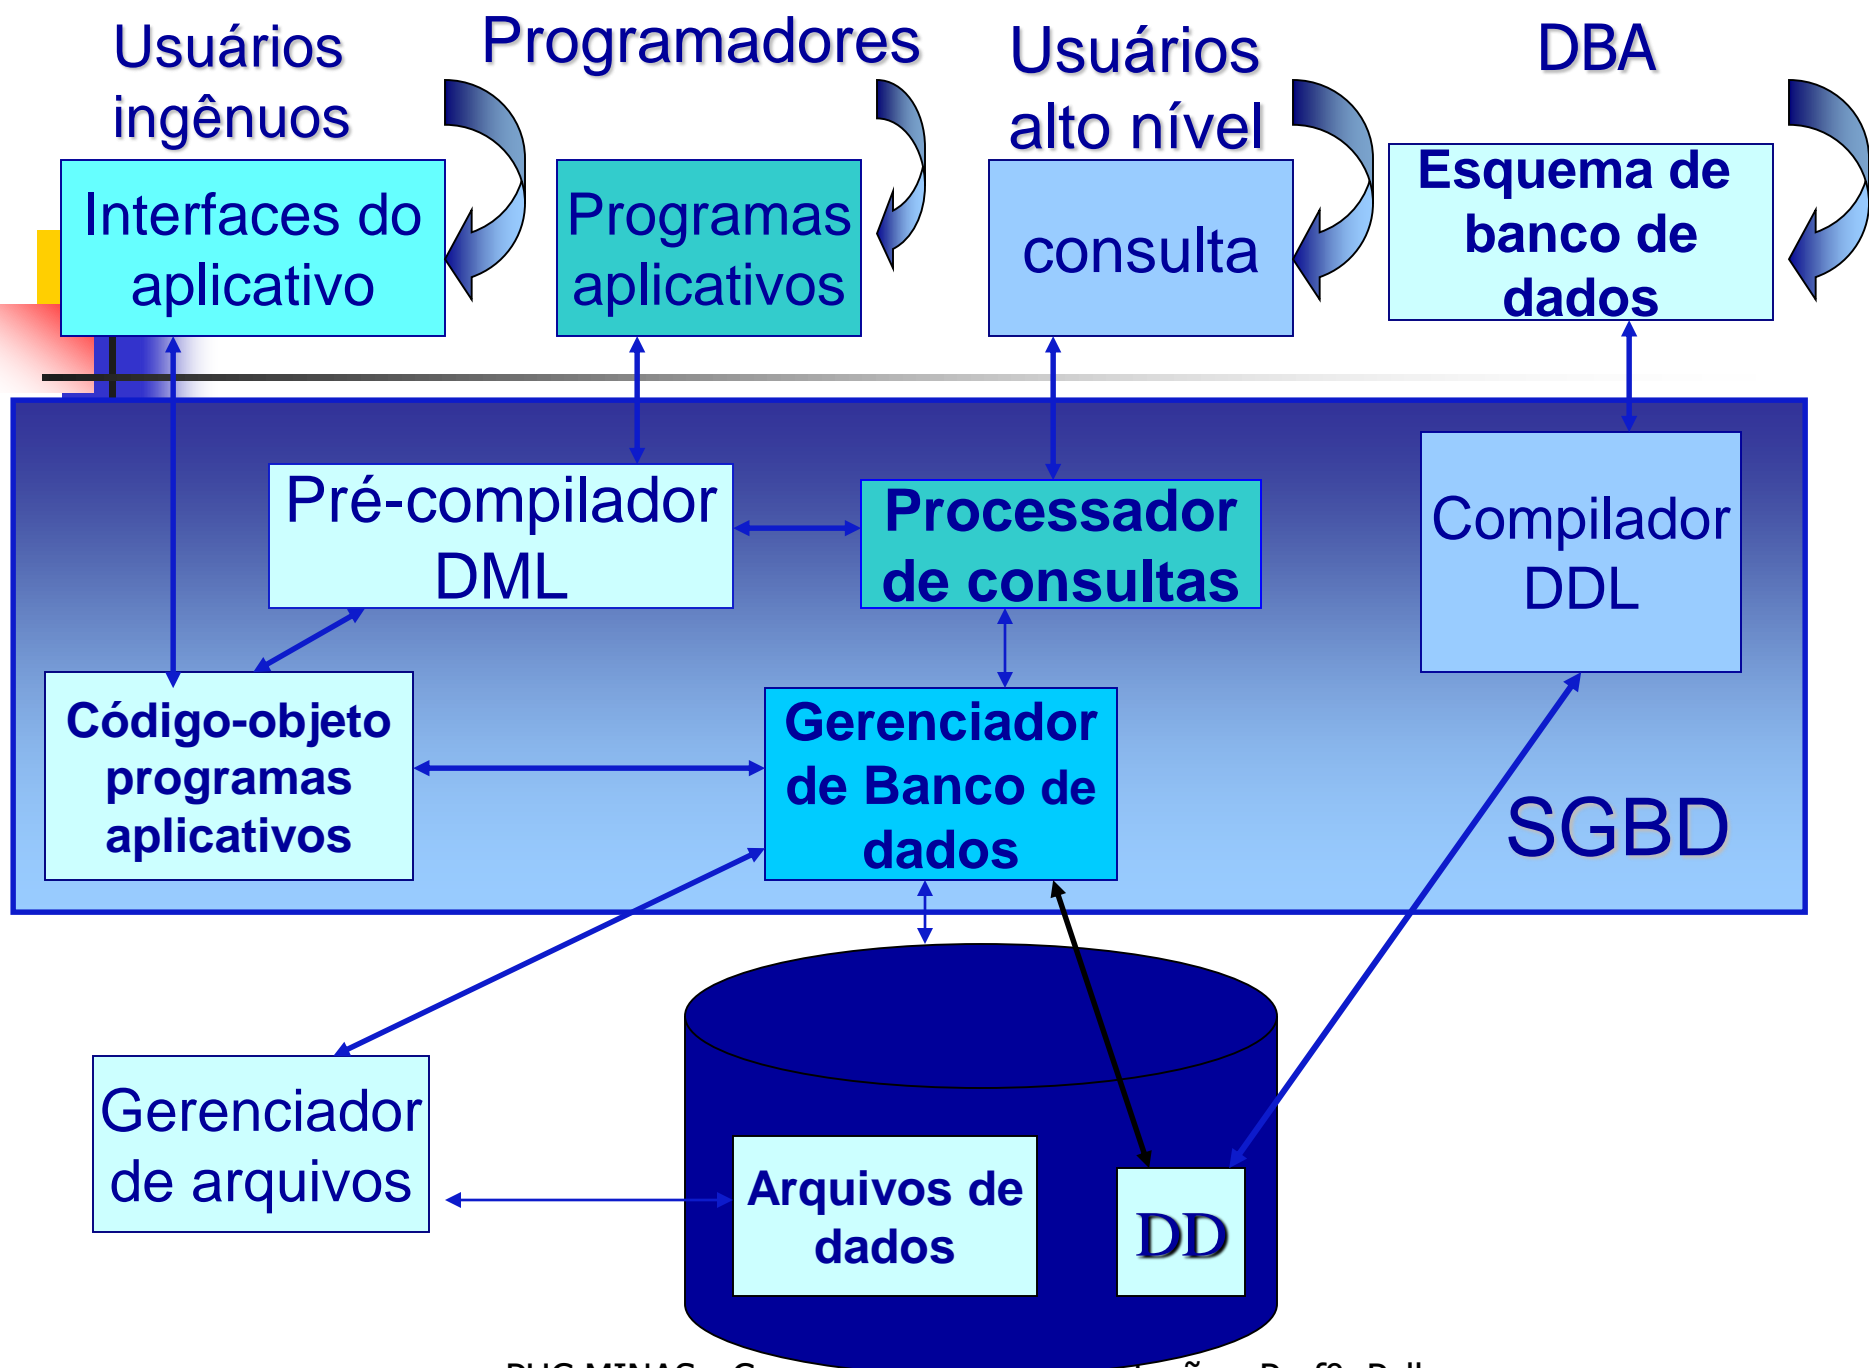 Usuários
ingênuos
Programadores
Usuários
alto nível
DBA
Interfaces do
aplicativo
Programas
aplicativos
consulta
Esquema de
banco de
dados
Pré-compilador
DML
Processador
de consultas
Compilador
DDL
Código-objeto
programas
aplicativos
Gerenciador
de Banco de
dados
SGBD
Gerenciador
de arquivos
Arquivos de
dados
DD
PUC MINAS